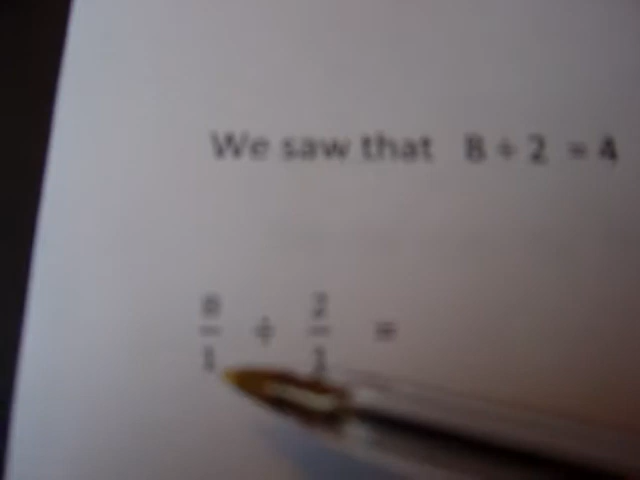 We saw that 8 ÷ 2 = 4
8/1 ÷ 2/1 =